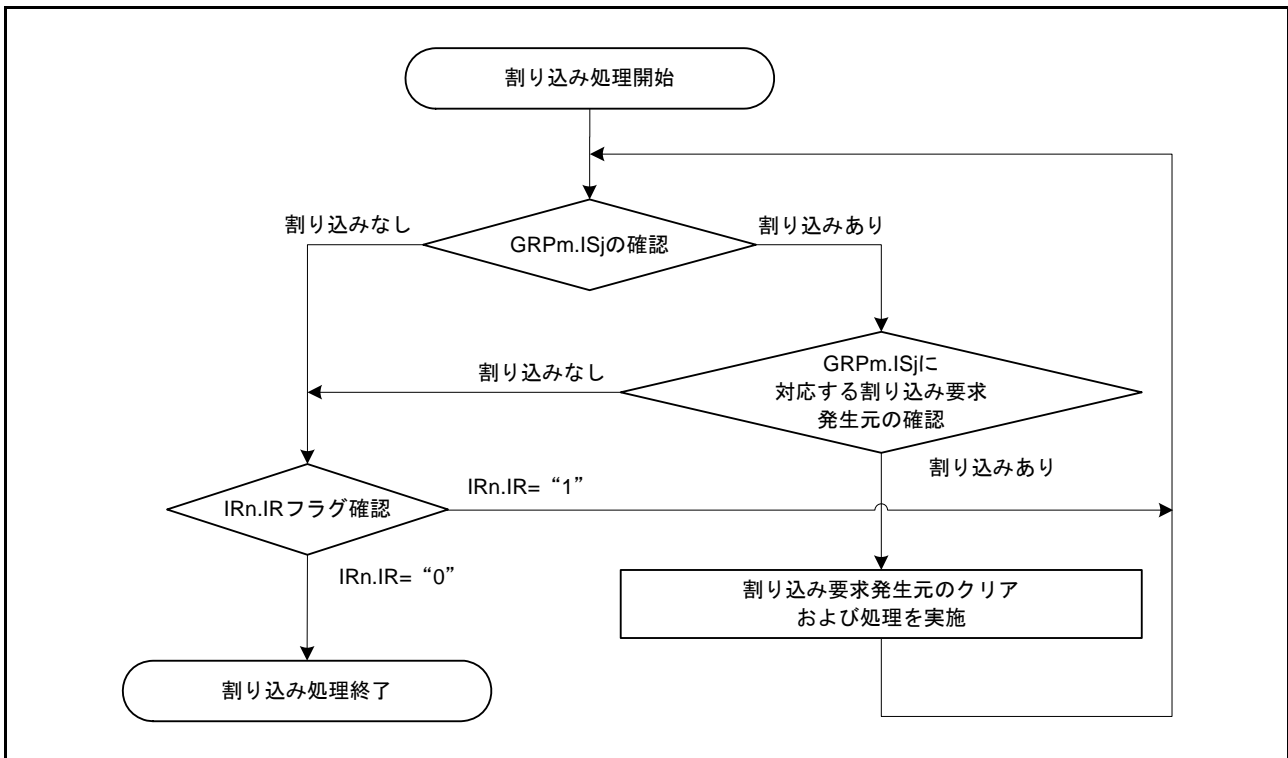 割り込み処理開始
割り込みなし
割り込みあり
GRPm.ISjの確認
GRPm.ISjに
対応する割り込み要求
発生元の確認
割り込みなし
割り込みあり
IRn.IRフラグ確認
IRn.IR= “1”
IRn.IR= “0”
割り込み要求発生元のクリア
および処理を実施
割り込み処理終了